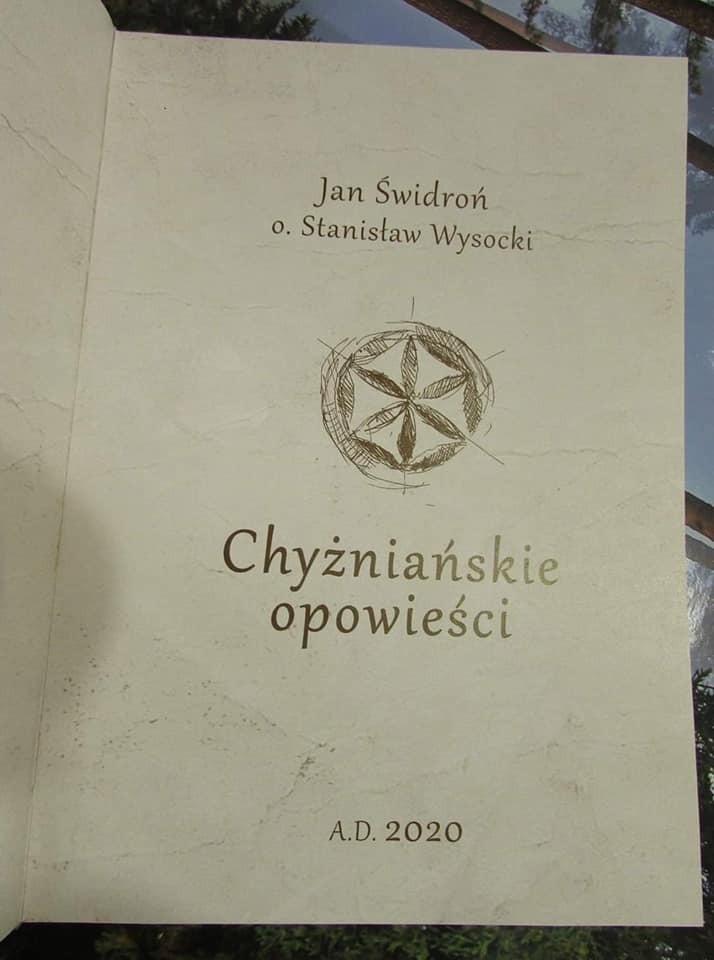 Jan Świdroń
o. Stanisław Wysocki
Chyżniańskie
opowieści
A.D. 2020